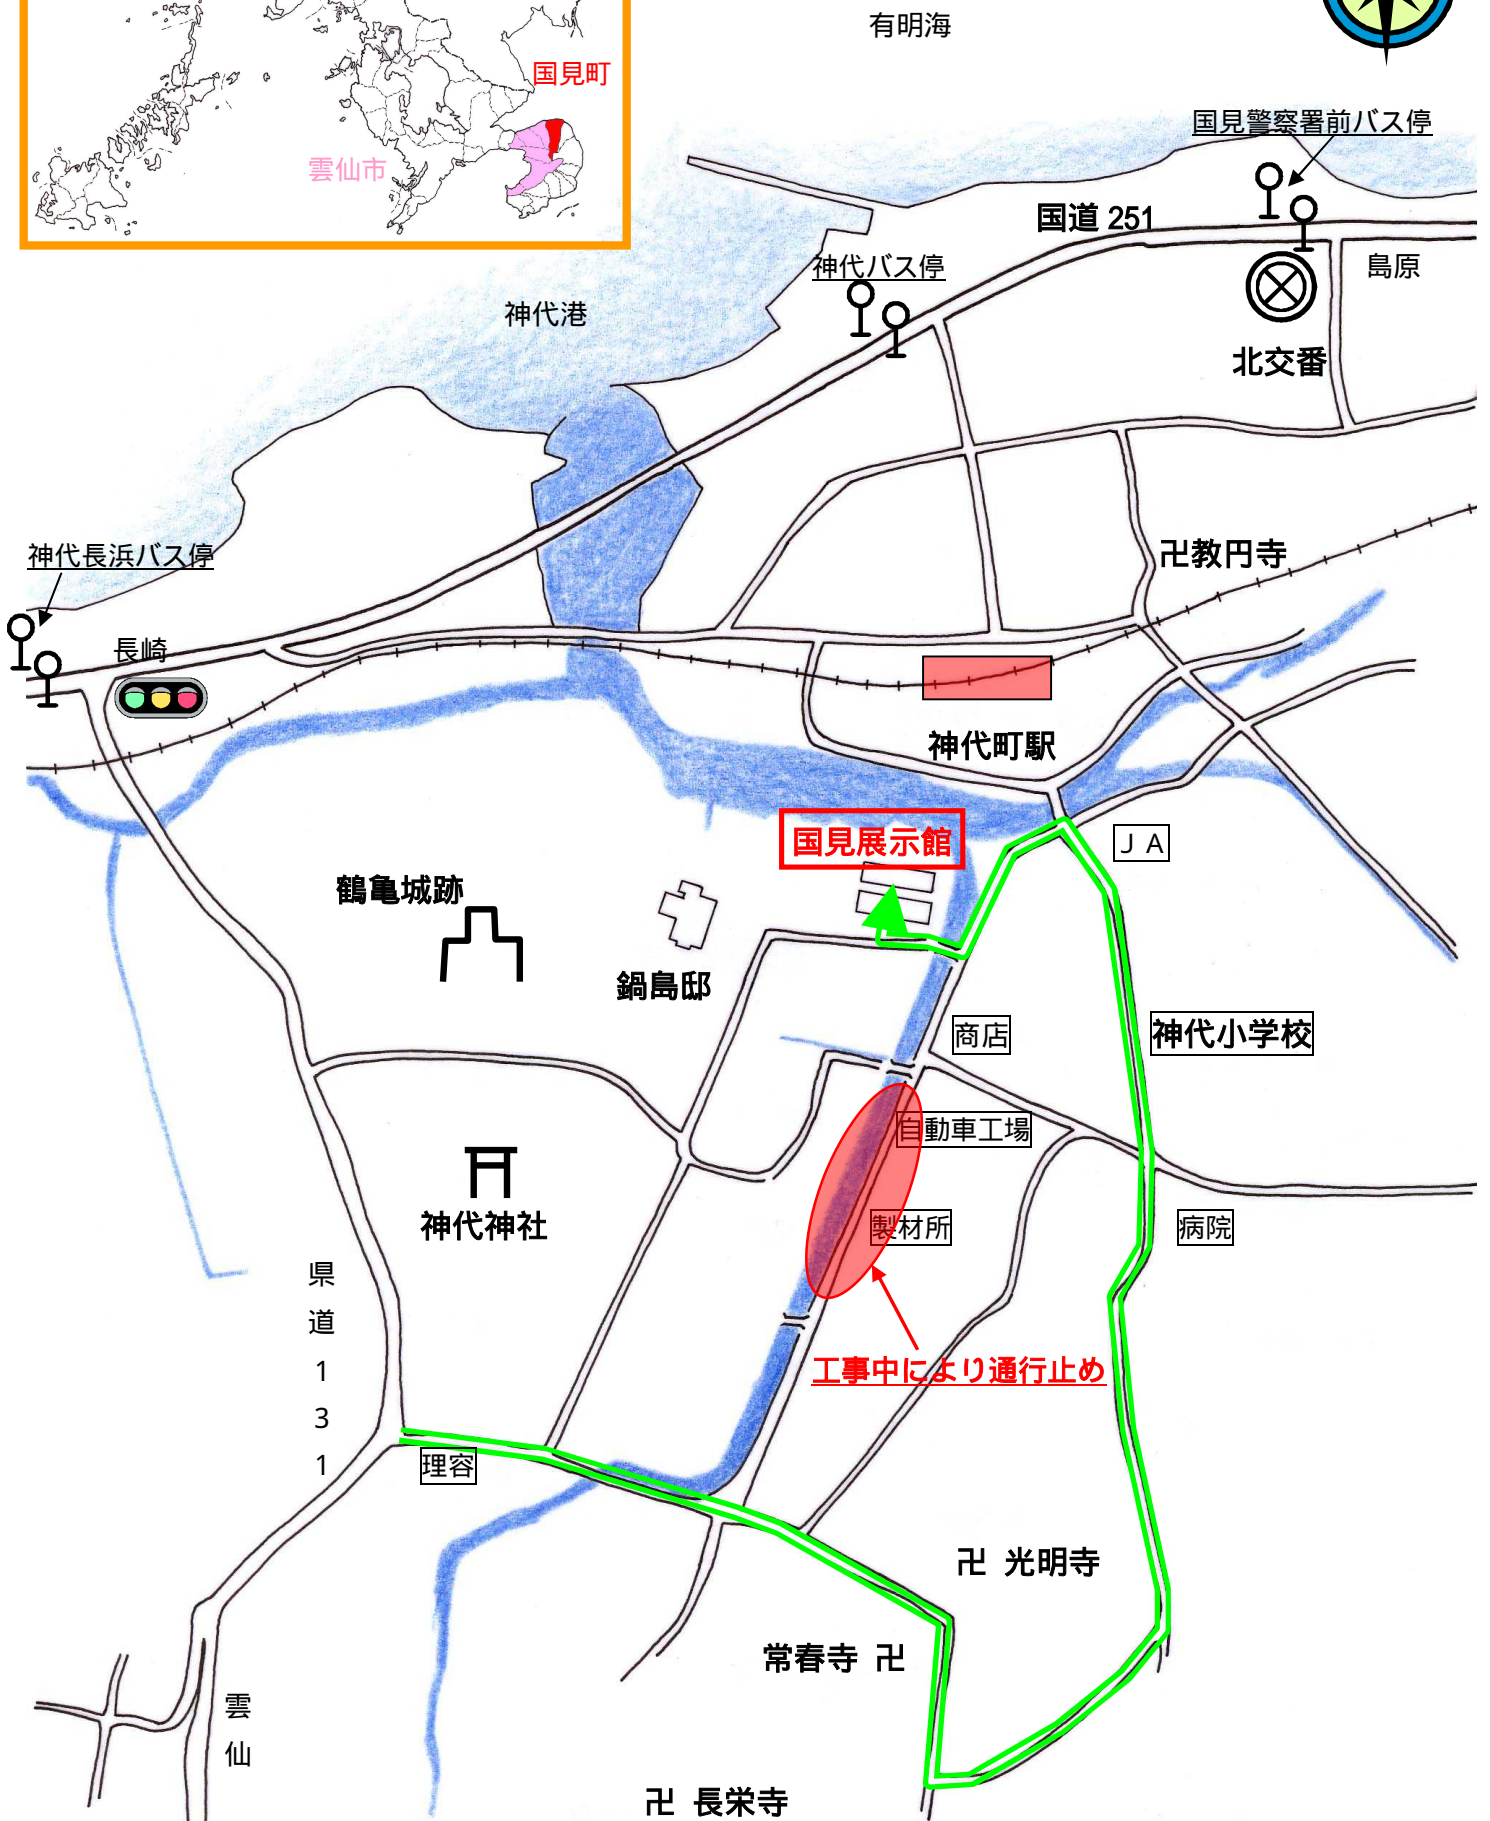 有明海
国見町
国見警察署前バス停
雲仙市
国道 251
神代バス停
島原
神代港
北交番
神代長浜バス停
卍教円寺
長崎
神代町駅
国見展示館
ＪＡ
鶴亀城跡
鍋島邸
商店
神代小学校
自動車工場
神代神社
製材所
病院
県道131
工事中により通行止め
理容
卍 光明寺
常春寺 卍
雲仙
卍 長栄寺